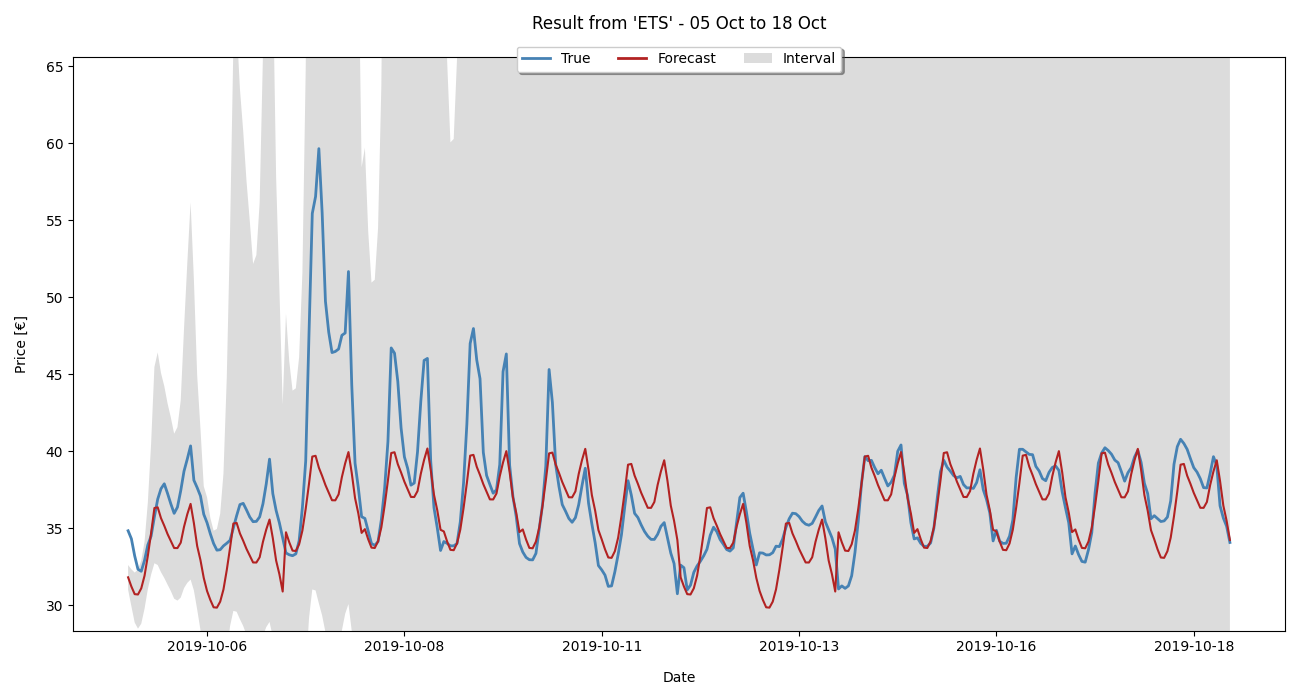 Result from 'ETS' - 05 Oct to 18 Oct
True Forecast Interval
65
60
55
50
45
40
35
30
Price [€]
2019-10-06 2019-10-08 2019-10-11 2019-10-13 2019-10-16 2019-10-18
Date